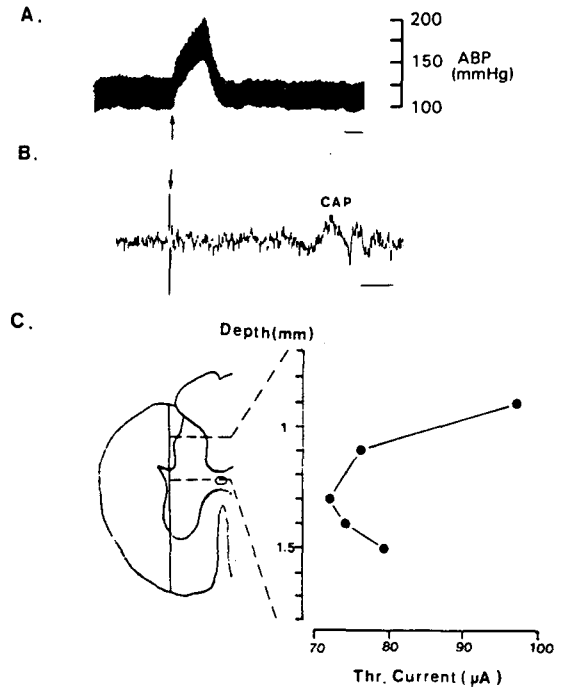 A.
200
150 ABP
(mmHg)
100
B.
CAP
C.
Depth(mm)
1
1.5
70 80 90 100
Thr. Current (µA)